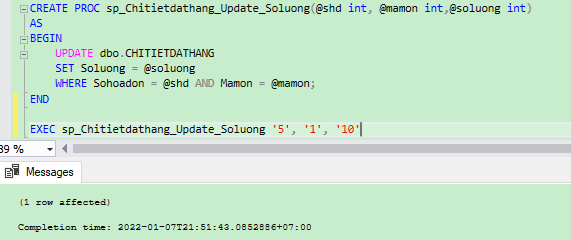 CREATE PROC sp_Chitietdathang_Update_Soluong(@shd int, @mamon int,@soluong int)
AS
BEGIN
UPDATE dbo.CHITIETDATHANG
SET Soluong = @soluong
WHERE Sohoadon = @shd AND Mamon = @mamon;
END
EXEC sp_Chitietdathang_Update_Soluong '5', '1', '10'
89 %
Messages
(1 row affected)
Completion time: 2022-01-07T21:51:43.0852886+07:00